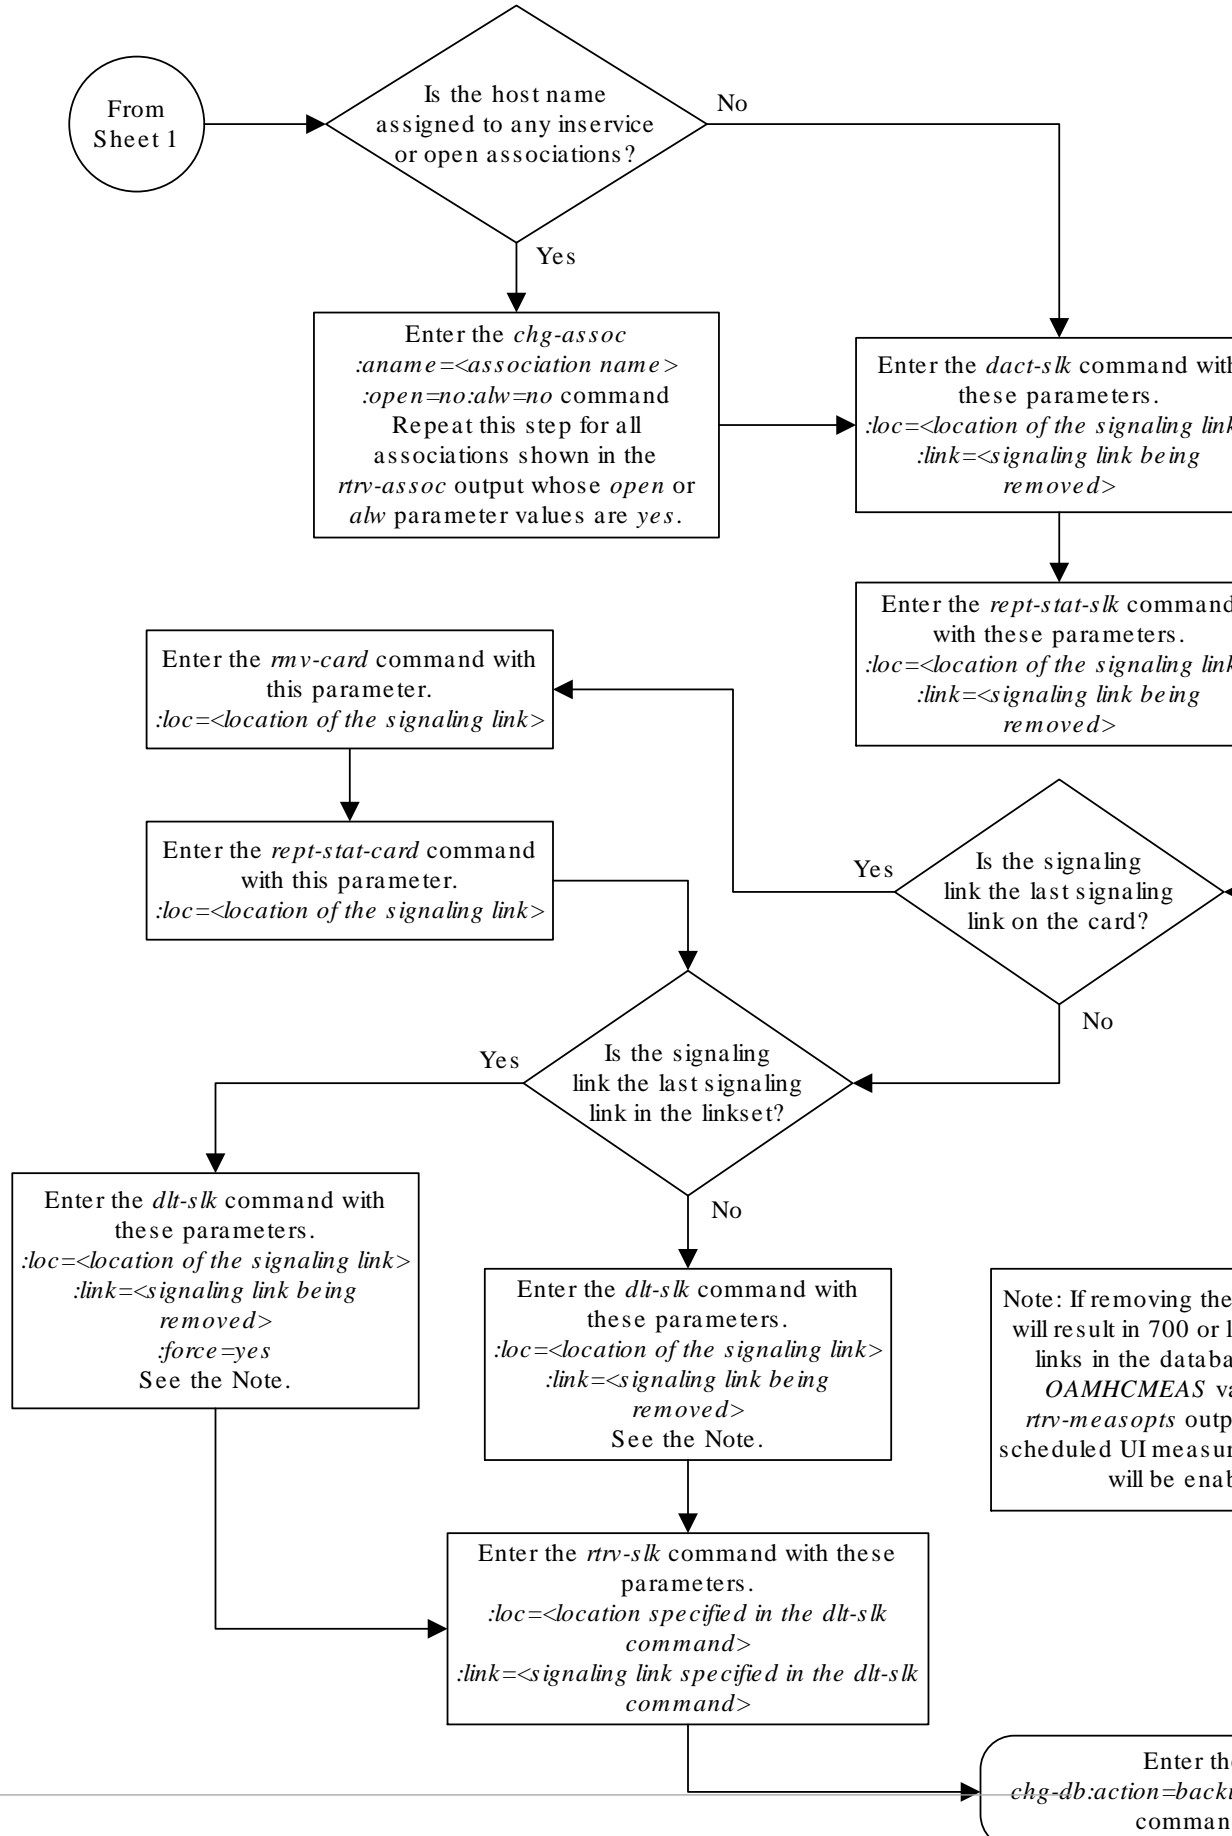 From
Sheet 1
Is the host name
assigned to any inservice
or open associations?
No
Yes
Enter the chg-assoc
:aname=<association name>
:open=no:alw=no command
Repeat this step for all
associations shown in the
rtrv-assoc output whose open or
alw parameter values are yes.
Enter the dact-slk command with
these parameters.
:loc=<location of the signaling link
:link=<signaling link being
removed>
Enter the rept-stat-slk command
with these parameters.
:loc=<location of the signaling link
:link=<signaling link being
removed>
Enter the rmv-card command with
this parameter.
:loc=<location of the signaling link>
Enter the rept-stat-card command
with this parameter.
:loc=<location of the signaling link>
Yes
Is the signaling
link the last signaling
link on the card?
No
Yes
Is the signaling
link the last signaling
link in the linkset?
No
Enter the dlt-slk command with
these parameters.
:loc=<location of the signaling link>
:link=<signaling link being
removed>
:force=yes
See the Note.
Enter the dlt-slk command with
these parameters.
:loc=<location of the signaling link>
:link=<signaling link being
removed>
See the Note.
Note: If removing the
will result in 700 or
links in the
OAMHCMEAS
rtrv-measopts
scheduled UI
will be
Enter the rtrv-slk command with these
parameters.
:loc=<location specified in the dlt-slk
command>
:link=<signaling link specified in the dlt-slk
command>
Enter